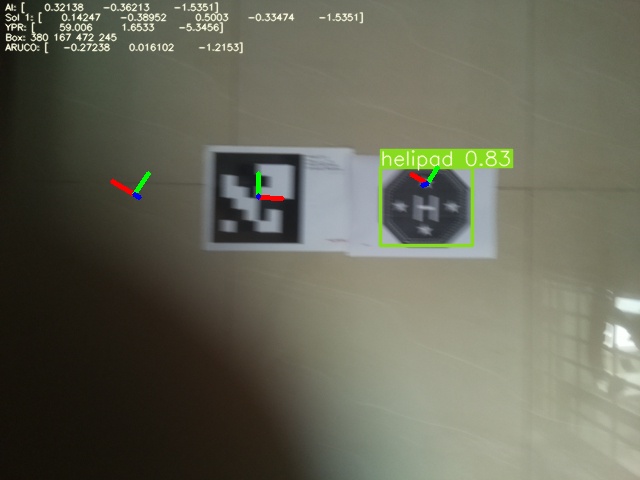 AI: [ 0.32138 -0.36213 -1.5351]
Sol 1: [ 0.14247 -0.38952 0.5003 -0.33474 -1.5351]
YPR: [ 59.006 1.6533 -5.3456]
Box: 380 167 472 245
ARUCO: [ -0.27238 0.016102 -1.2153]
helipad 0.83
H